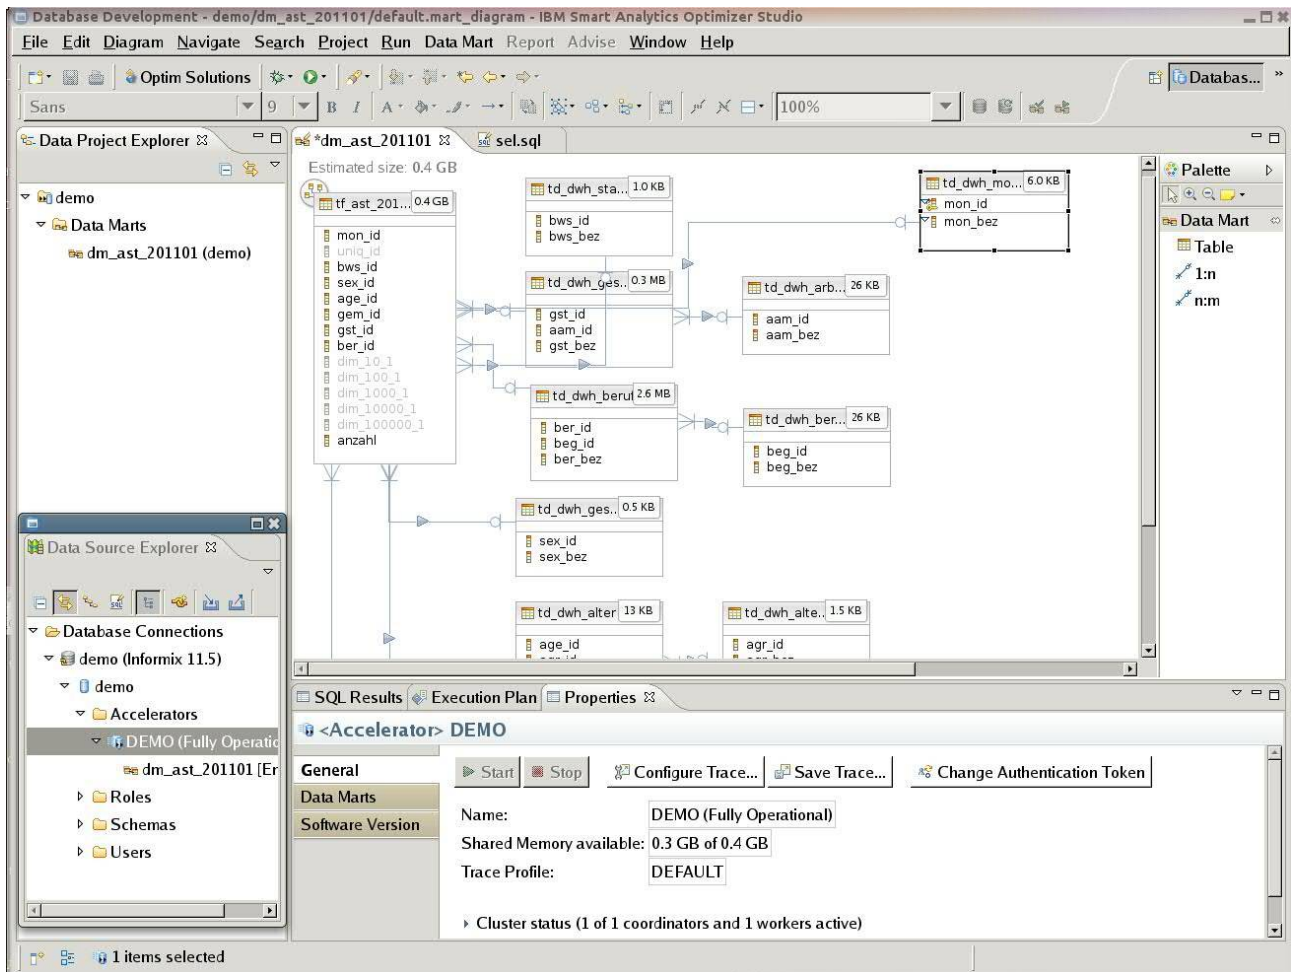 Database Development - demo/dm_ast_201101/default.mart_diagram - IBM Smart Analytics Optimizer Studio
File Edit Diagram Navigate Search Project Run Data Mart Report Advise Window Help
Optim Solutions
Databas... »
Sans 9 B I A 100%
Data Project Explorer
demo
Data Marts
dm_ast_201101 (demo)
*dm_ast_201101 sel.sql
Estimated size: 0.4 GB
tf_ast_201... 0.4 GB
mon_id
uniq_id
bws_id
sex_id
age_id
gem_id
gst_id
ber_id
dim_10_1
dim_100_1
dim_1000_1
dim_10000_1
dim_100000_1
anzahl
td_dwh_sta... 1.0 KB
bws_id
bws_bez
td_dwh_ges.. 0.3 MB
gst_id
aam_id
gst_bez
td_dwh_beruf 2.6 MB
ber_id
beg_id
ber_bez
td_dwh_ges.. 0.5 KB
sex_id
sex_bez
td_dwh_alter 13 KB
age_id
td_dwh_mo... 6.0 KB
mon_id
mon_bez
td_dwh_arb... 26 KB
aam_id
aam_bez
td_dwh_ber... 26 KB
beg_id
beg_bez
td_dwh_alte.. 1.5 KB
agr_id
Palette
Data Mart
Table
1:n
n:m
Data Source Explorer
Database Connections
demo (Informix 11.5)
demo
Accelerators
DEMO (Fully Operatio
dm_ast_201101 [Er
Roles
Schemas
Users
SQL Results Execution Plan Properties
<Accelerator> DEMO
General
Data Marts
Software Version
Start Stop Configure Trace... Save Trace... Change Authentication Token
Name: DEMO (Fully Operational)
Shared Memory available: 0.3 GB of 0.4 GB
Trace Profile: DEFAULT
Cluster status (1 of 1 coordinators and 1 workers active)
1 items selected